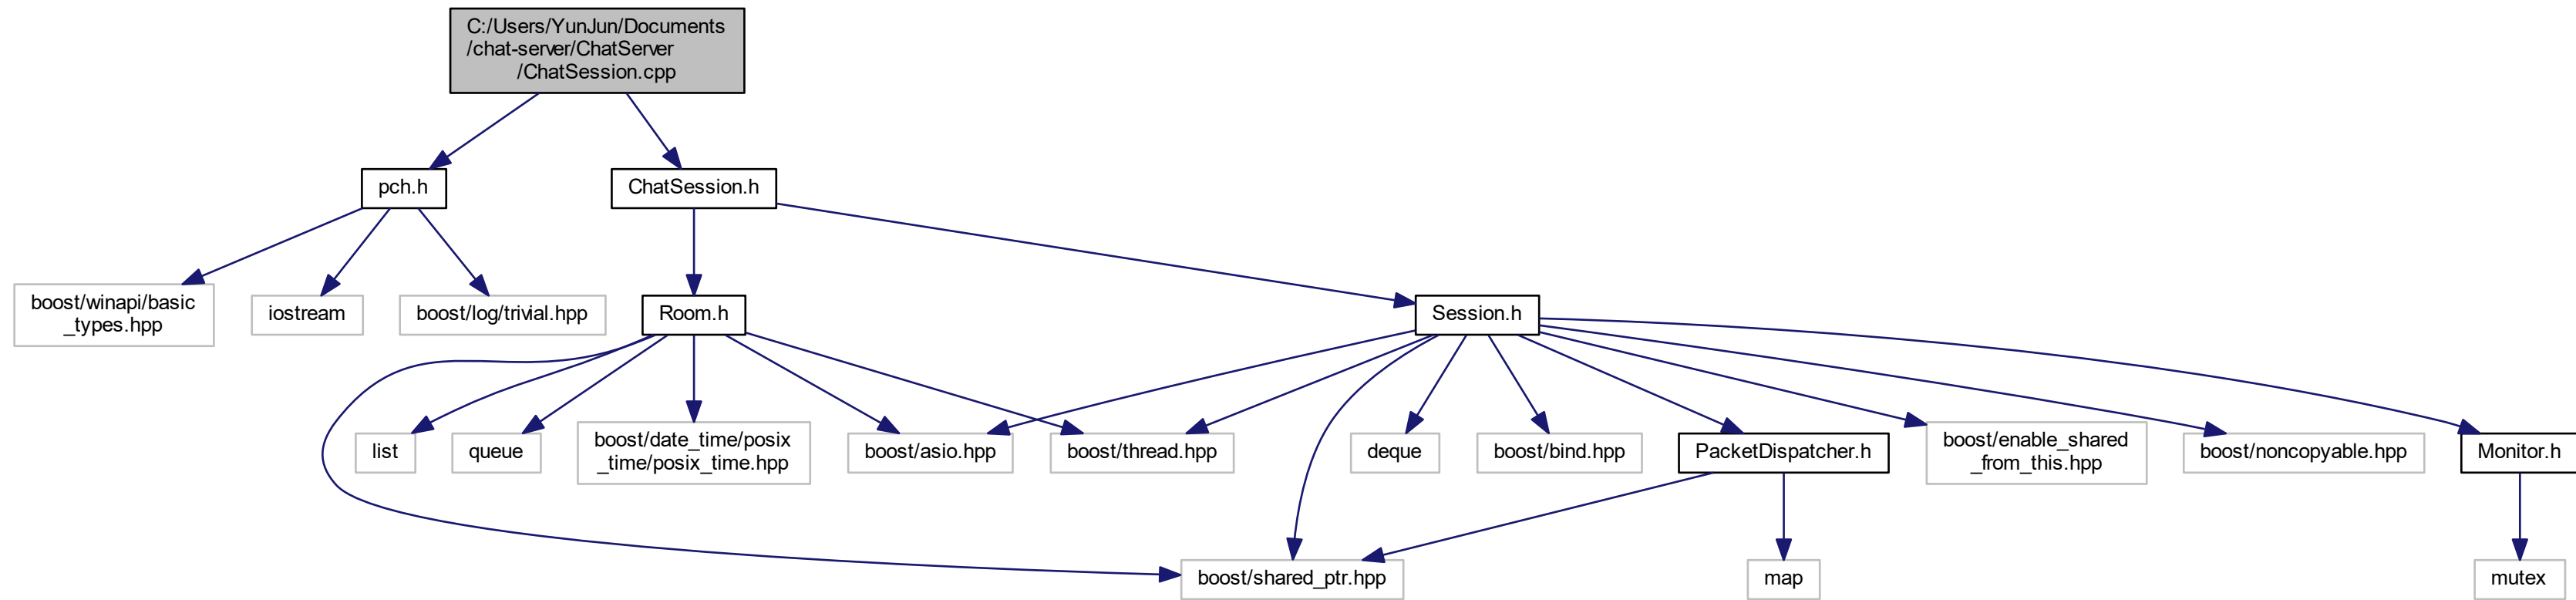 C:/Users/YunJun/Documents
/chat-server/ChatServer
/ChatSession.cpp
pch.h
ChatSession.h
boost/winapi/basic
_types.hpp
iostream
boost/log/trivial.hpp
Room.h
Session.h
list
queue
boost/date_time/posix
_time/posix_time.hpp
boost/asio.hpp
boost/thread.hpp
deque
boost/bind.hpp
PacketDispatcher.h
boost/enable_shared
_from_this.hpp
boost/noncopyable.hpp
Monitor.h
boost/shared_ptr.hpp
map
mutex